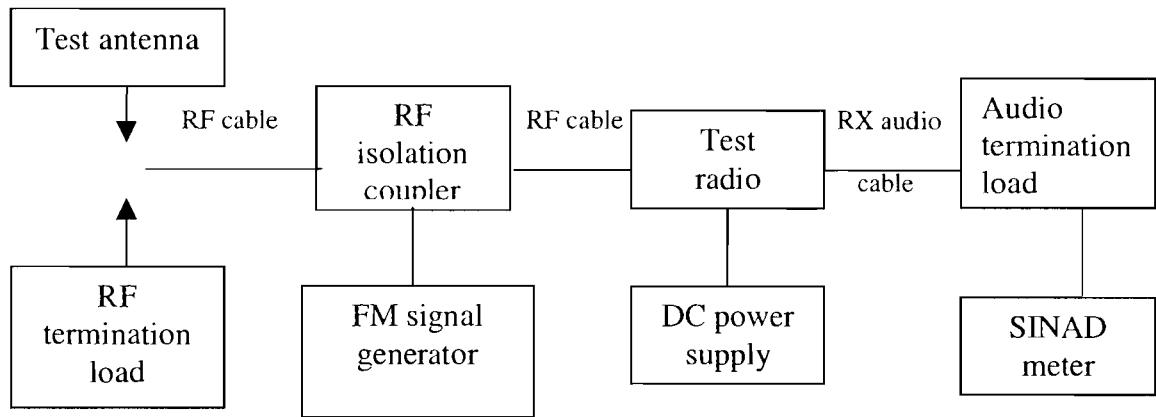 Test antenna
RF cable
RF
isolation
coupler
RF cable
Test
radio
RX audio
cable
Audio
termination
load
RF
termination
load
FM signal
generator
DC power
supply
SINAD
meter